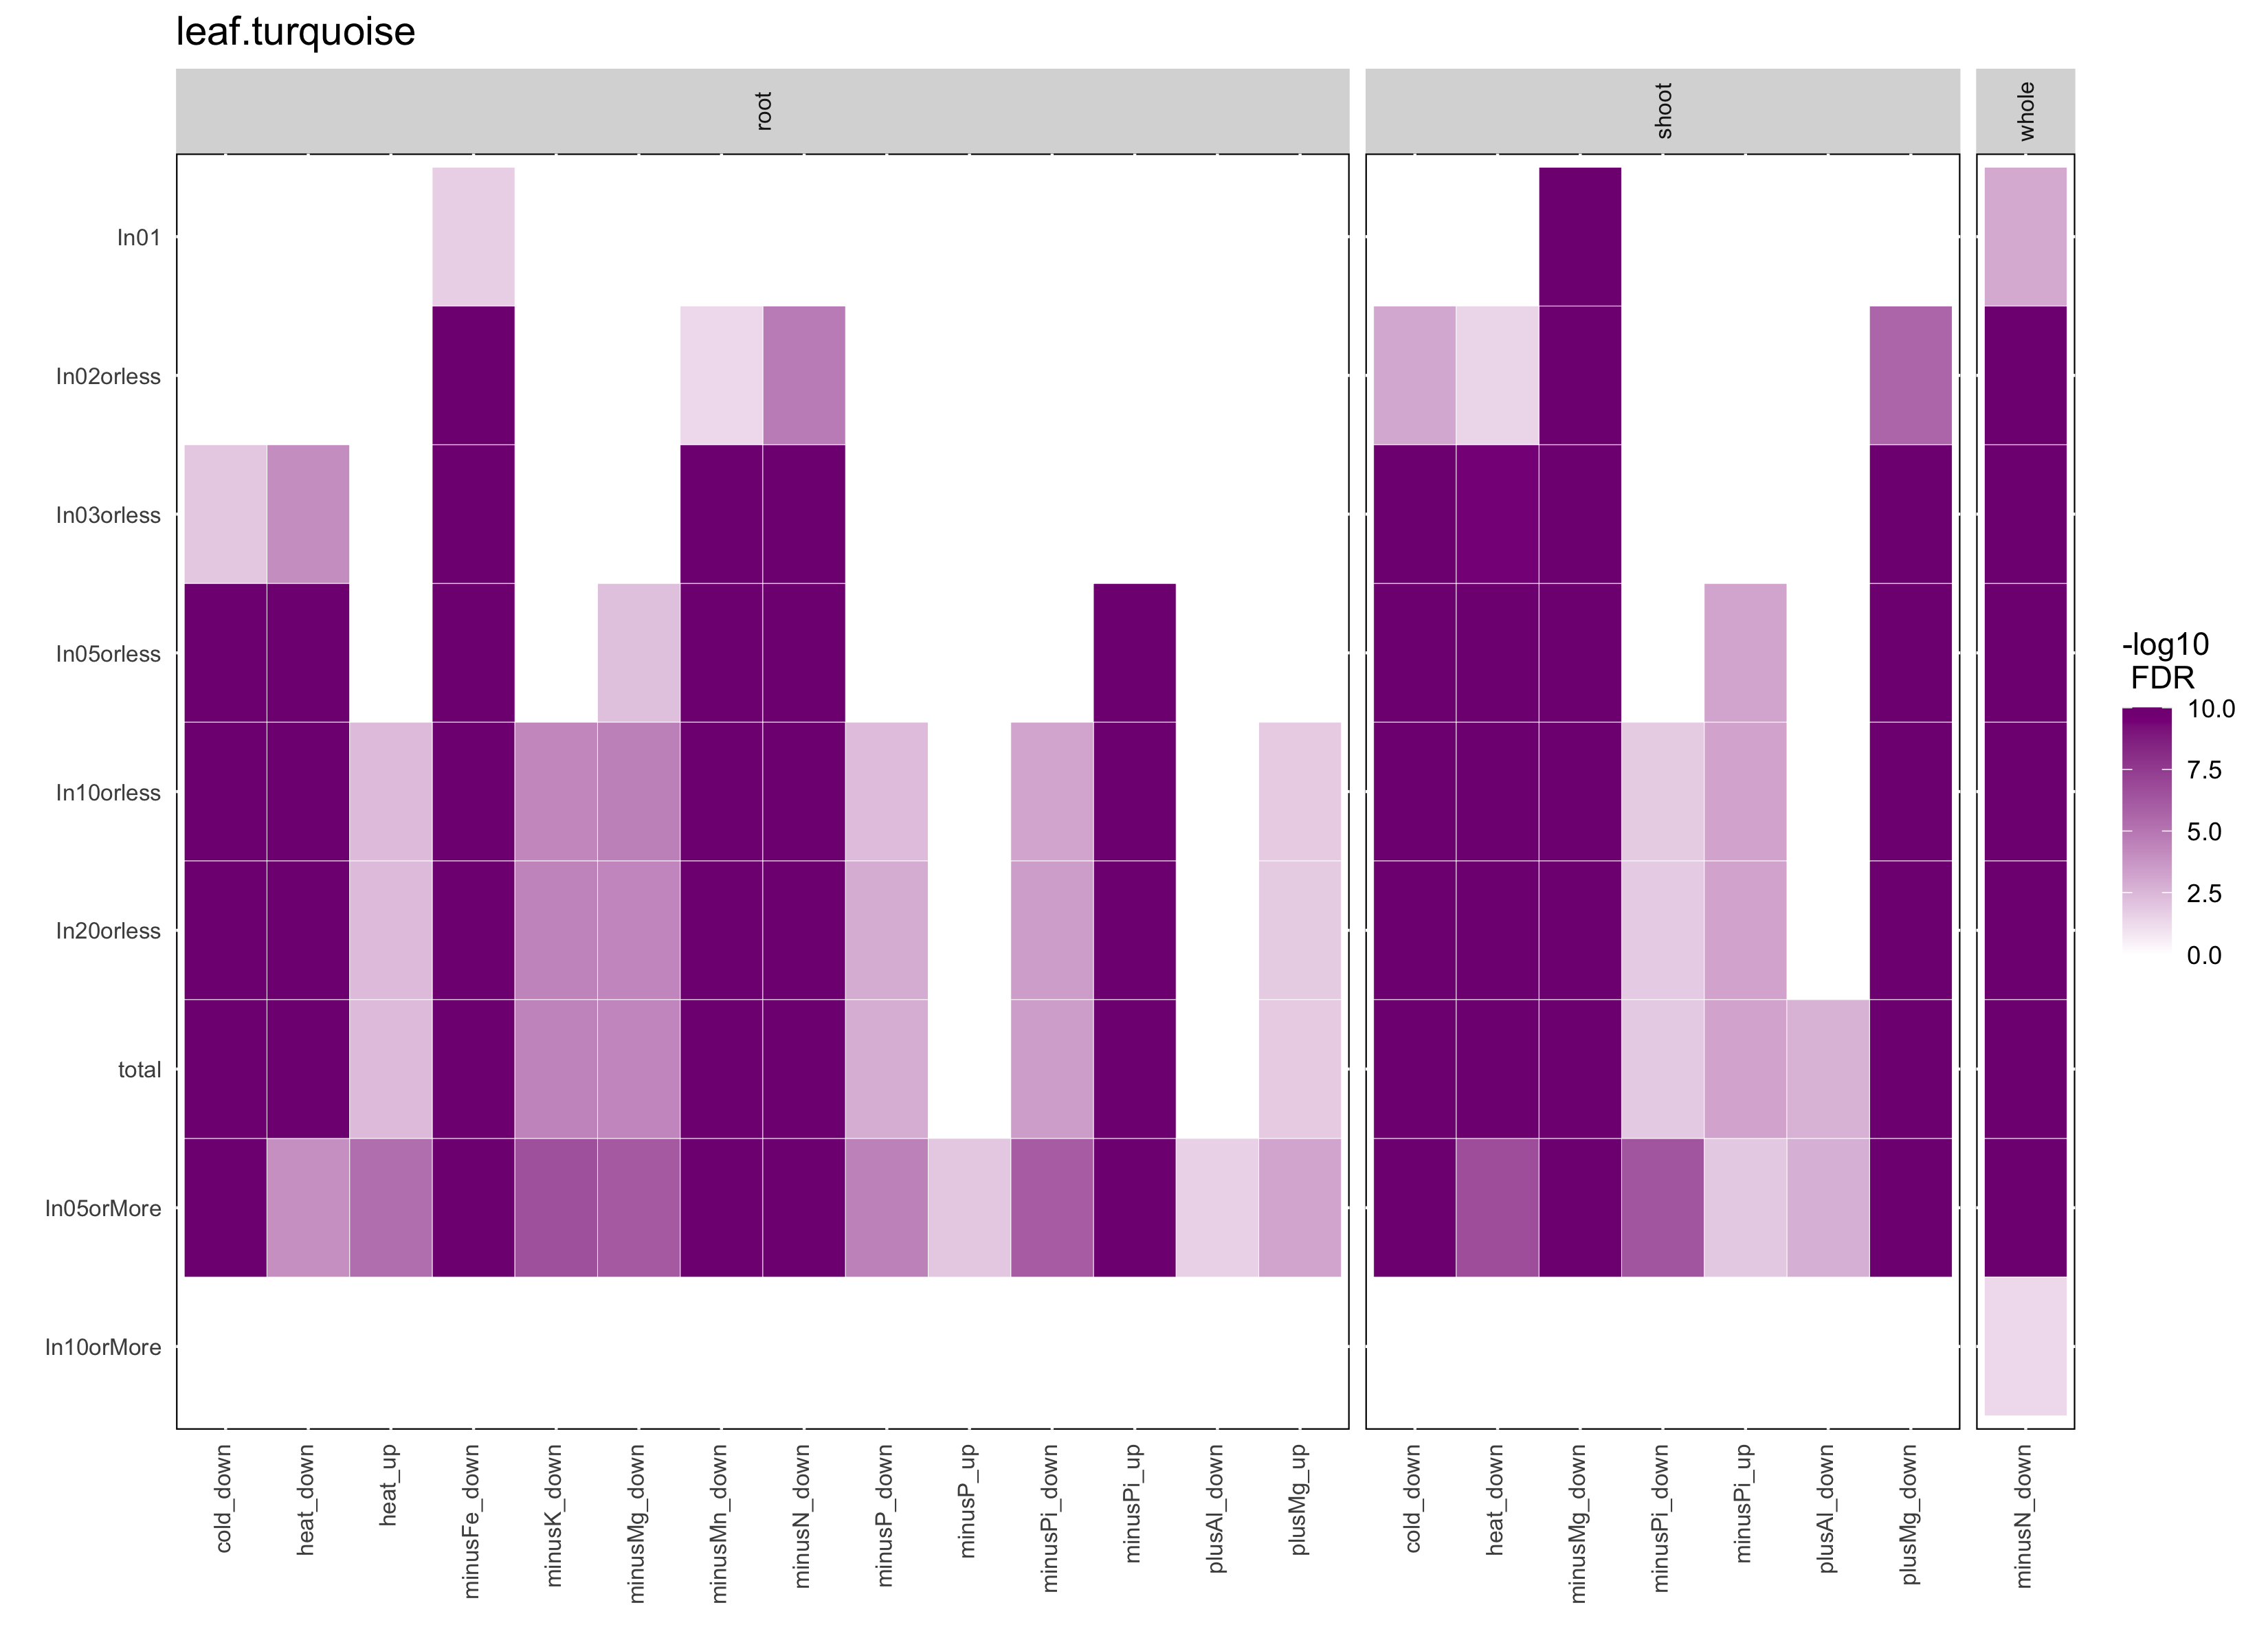 leaf.turquoise
root
shoot
whole
In01
In02orless
In03orless
In05orless
In10orless
In20orless
total
In05orMore
In10orMore
cold_down
heat_down
heat_up
minusFe_down
minusK_down
minusMg_down
minusMn_down
minusN_down
minusP_down
minusP_up
minusPi_down
minusPi_up
plusAl_down
plusMg_up
cold_down
heat_down
minusMg_down
minusPi_down
minusPi_up
plusAl_down
plusMg_down
minusN_down
-log10
FDR
10.0
7.5
5.0
2.5
0.0